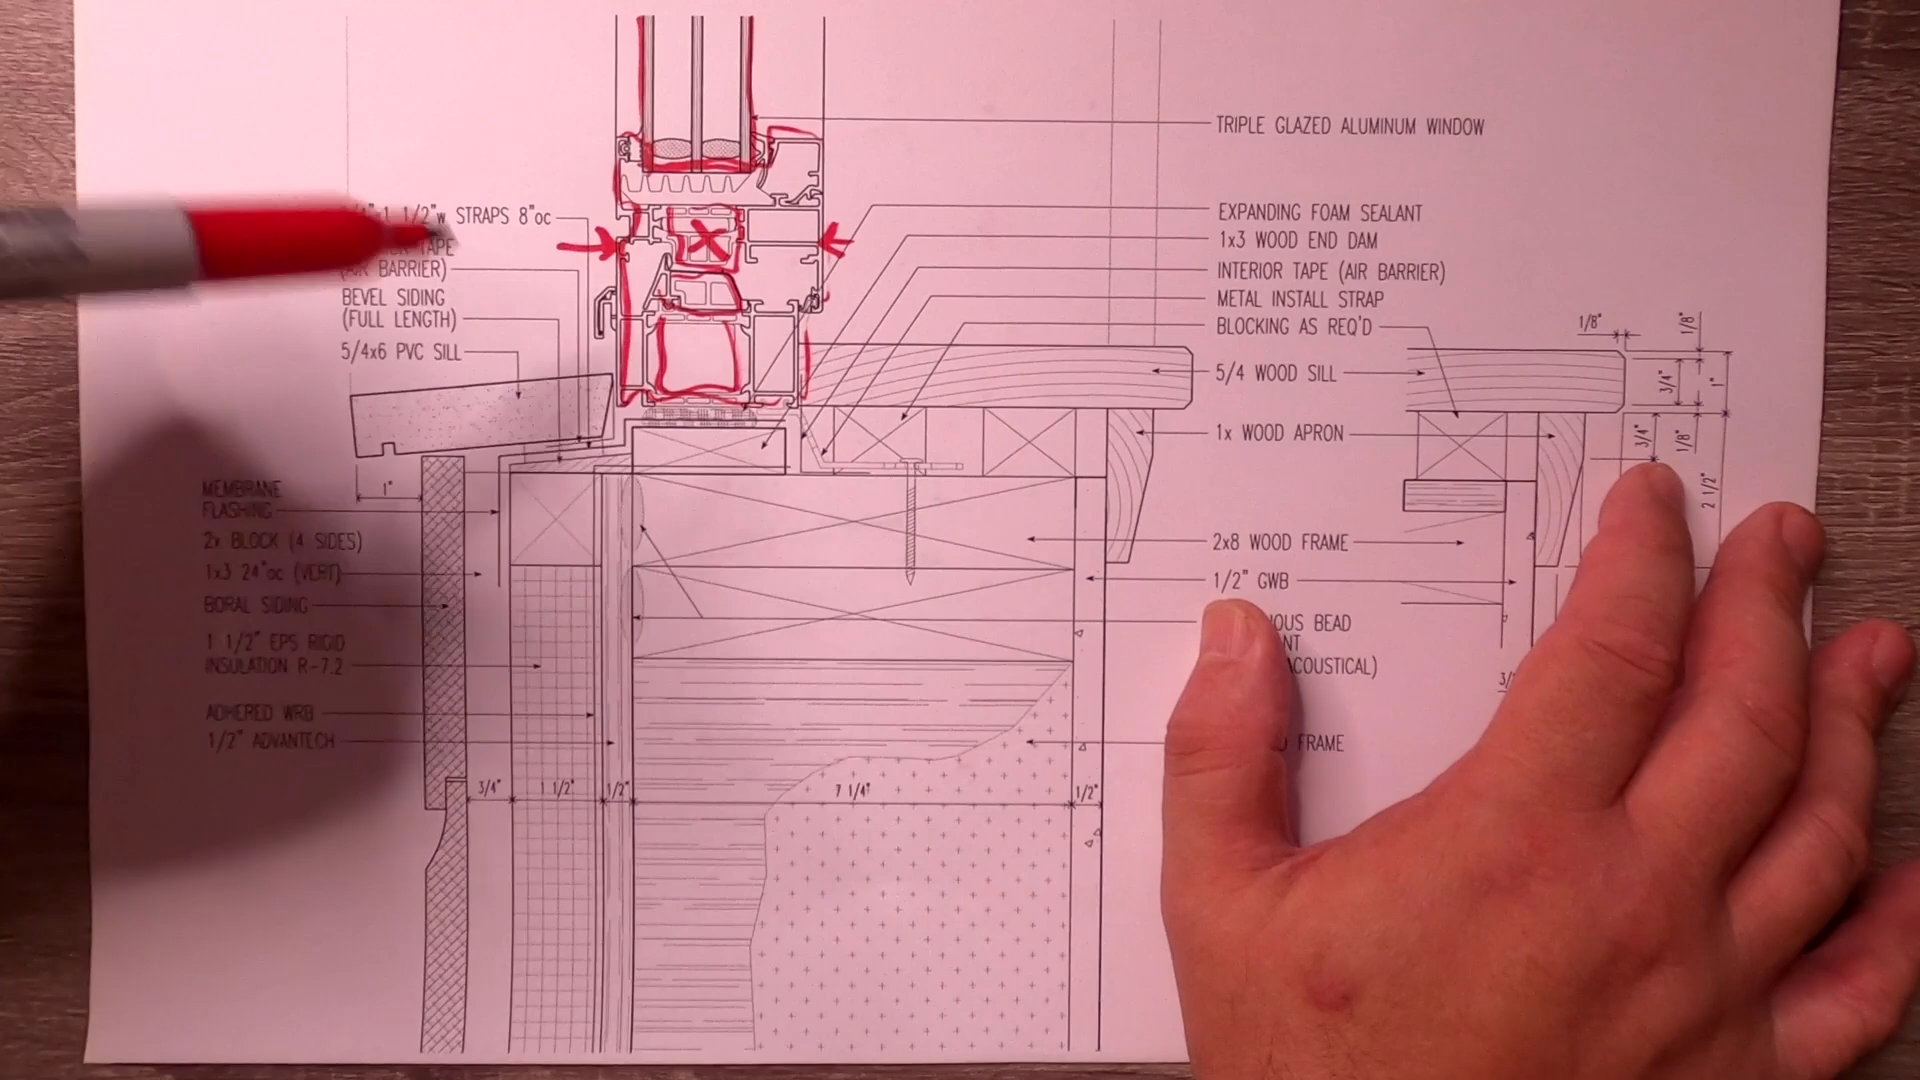 TRIPLE GLAZED ALUMINUM WINDOW
1 1/2"w STRAPS 8"oc
TAPE
(AIR BARRIER)
BEVEL SIDING
(FULL LENGTH)
5/4x6 PVC SILL
EXPANDING FOAM SEALANT
1x3 WOOD END DAM
INTERIOR TAPE (AIR BARRIER)
METAL INSTALL STRAP
BLOCKING AS REQ'D
5/4 WOOD SILL
1x WOOD APRON
1/8"
1/8"
3/4"
1"
3/4"
1/8"
2 1/2"
1"
MEMBRANE
FLASHING
2x BLOCK (4 SIDES)
1x3 24"oc (VERT)
BORAL SIDING
1 1/2" EPS RIGID
INSULATION R-7.2
ADHERED WRB
1/2" ADVANTECH
2x8 WOOD FRAME
1/2" GWB
BEAD
FRAME
3/4"
1 1/2"
1/2"
7 1/4"
1/2"